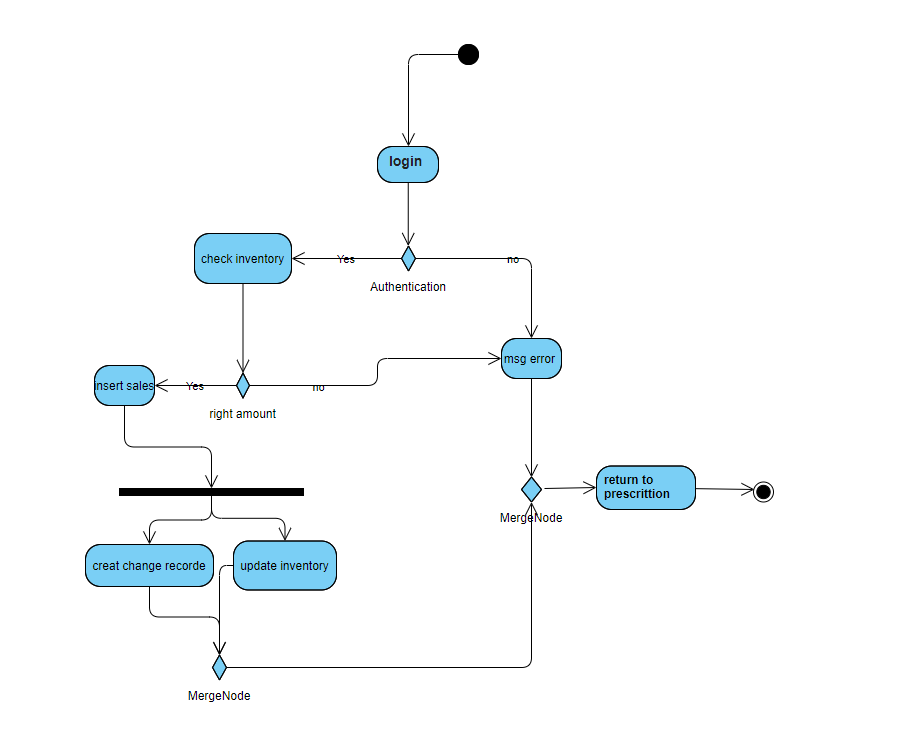 login
Yes
no
check inventory
Authentication
msg error
insert sales
Yes
no
right amount
return to
prescrittion
MergeNode
creat change recorde
update inventory
MergeNode